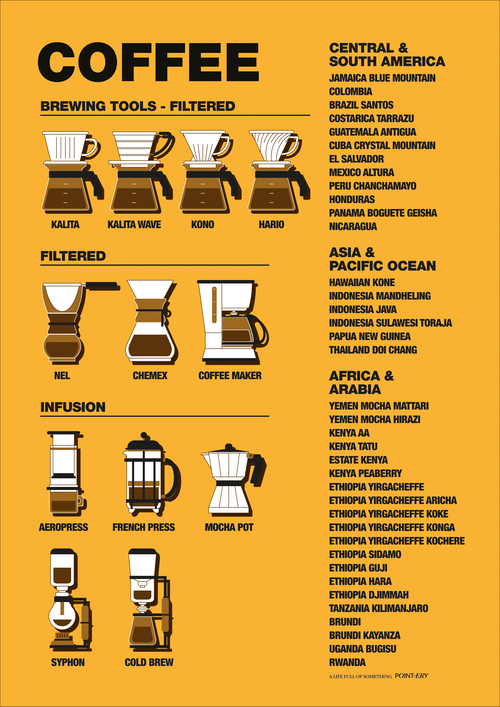 COFFEE
BREWING TOOLS - FILTERED
KALITA
KALITA WAVE
KONO
HARIO
FILTERED
NEL
CHEMEX
COFFEE MAKER
INFUSION
AEROPRESS
FRENCH PRESS
MOCHA POT
SYPHON
COLD BREW
CENTRAL &
SOUTH AMERICA
JAMAICA BLUE MOUNTAIN
COLOMBIA
BRAZIL SANTOS
COSTARICA TARRAZU
GUATEMALA ANTIGUA
CUBA CRYSTAL MOUNTAIN
EL SALVADOR
MEXICO ALTURA
PERU CHANCHAMAYO
HONDURAS
PANAMA BOGUETE GEISHA
NICARAGUA
ASIA &
PACIFIC OCEAN
HAWAIIAN KONE
INDONESIA MANDHELING
INDONESIA JAVA
INDONESIA SULAWESI TORAJA
PAPUA NEW GUINEA
THAILAND DOI CHANG
AFRICA &
ARABIA
YEMEN MOCHA MATTARI
YEMEN MOCHA HIRAZI
KENYA AA
KENYA TATU
ESTATE KENYA
KENYA PEABERRY
ETHIOPIA YIRGACHEFFE
ETHIOPIA YIRGACHEFFE ARICHA
ETHIOPIA YIRGACHEFFE KOKE
ETHIOPIA YIRGACHEFFE KONGA
ETHIOPIA YIRGACHEFFE KOCHERE
ETHIOPIA SIDAMO
ETHIOPIA GUJI
ETHIOPIA HARA
ETHIOPIA DJIMMAH
TANZANIA KILIMANJARO
BRUNDI
BRUNDI KAYANZA
UGANDA BUGISU
RWANDA
A LIFE FULL OF SOMETHING POINT-ERY